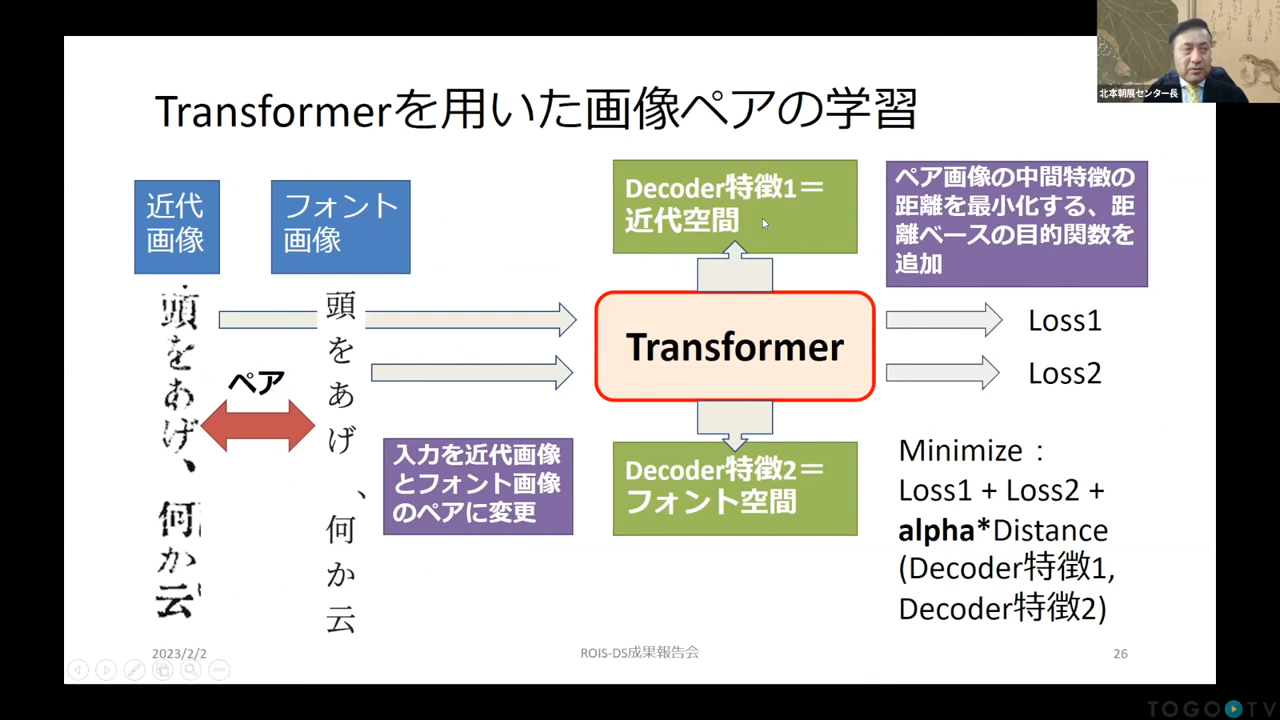 Transformerを用いた画像ペアの学習
北本朝展センター長
近代
画像
フォント
画像
Decoder特徴1＝
近代空間
ペア画像の中間特徴の
距離を最小化する、距
離ベースの目的関数を
追加
頭をあげ、何か云
頭をあげ、何か云
ペア
Transformer
Loss1
Loss2
入力を近代画像
とフォント画像
のペアに変更
Decoder特徴2＝
フォント空間
Minimize：
Loss1 + Loss2 +
alpha*Distance
(Decoder特徴1,
Decoder特徴2)
2023/2/2
ROIS-DS成果報告会
26
TOGO TV